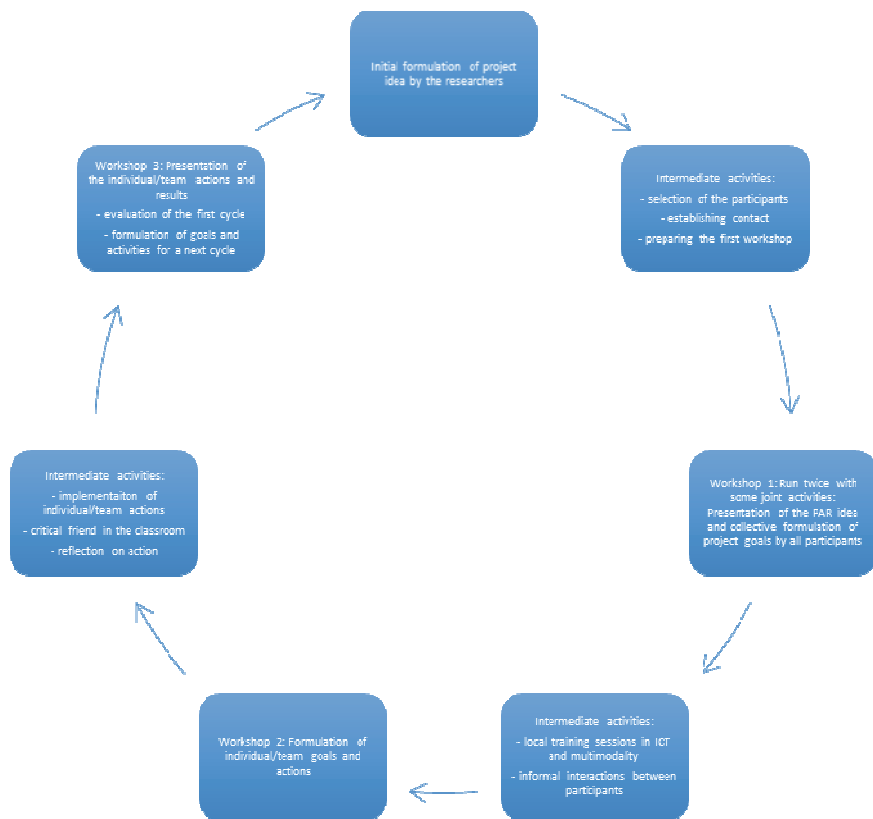 Initial formulation of project
idea by the researchers
Intermediate activities:
- selection of the participants
- establishing contact
- preparing the first workshop
Workshop 1: Run twice with
some joint activities:
Presentation of the PAR idea
and collective formulation of
project goals by all participants
Intermediate activities:
- local training sessions in ICT
and multimodality
- informal interactions between
participants
Workshop 2: Formulation of
individual/team goals and
actions
Intermediate activities:
- implementaiton of
individual/team actions
- critical friend in the classroom
- reflection on action
Workshop 3: Presentation of
the individual/team actions and
results
- evaluation of the first cycle
- formulation of goals and
activities for a next cycle